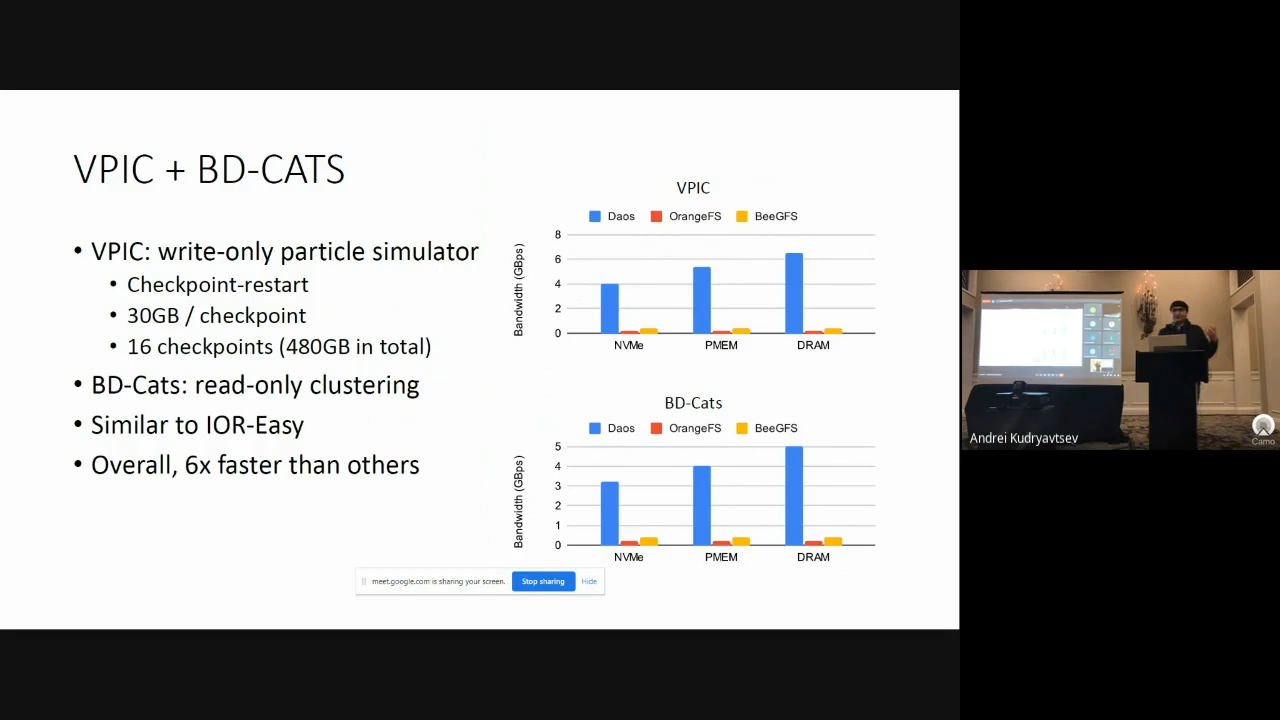 VPIC + BD-CATS
• VPIC: write-only particle simulator
• Checkpoint-restart
• 30GB / checkpoint
• 16 checkpoints (480GB in total)
• BD-Cats: read-only clustering
• Similar to IOR-Easy
• Overall, 6x faster than others
VPIC
Daos OrangeFS BeeGFS
Bandwidth (GBps)
8
6
4
2
0
NVMe PMEM DRAM
BD-Cats
Daos OrangeFS BeeGFS
Bandwidth (GBps)
5
4
3
2
1
0
NVMe PMEM DRAM
meet.google.com is sharing your screen. Stop sharing Hide
Andrei Kudryavtsev
Camo